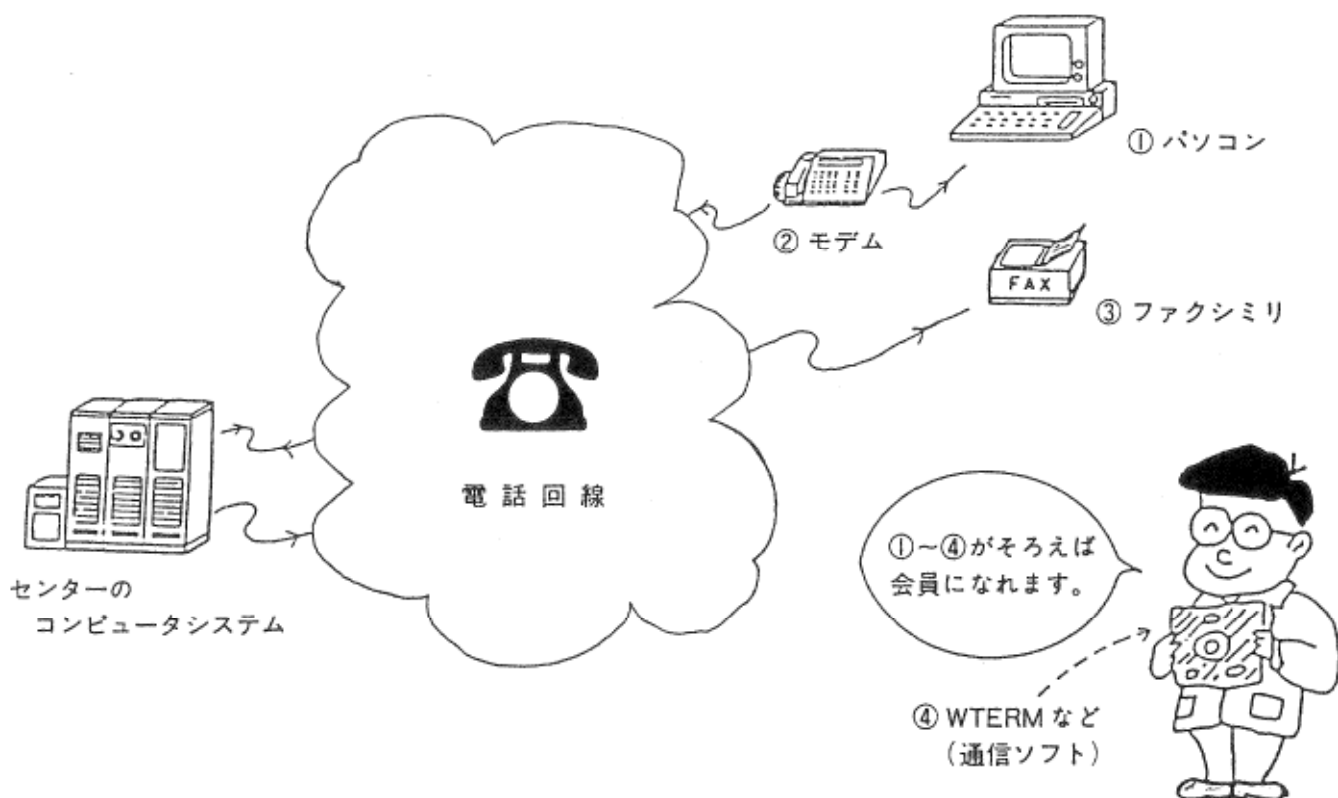 ① パソコン
② モデム
FAX
③ ファクシミリ
電話回線
センターの
コンピュータシステム
①～④がそろえば
会員になれます。
④ WTERM など
(通信ソフト)